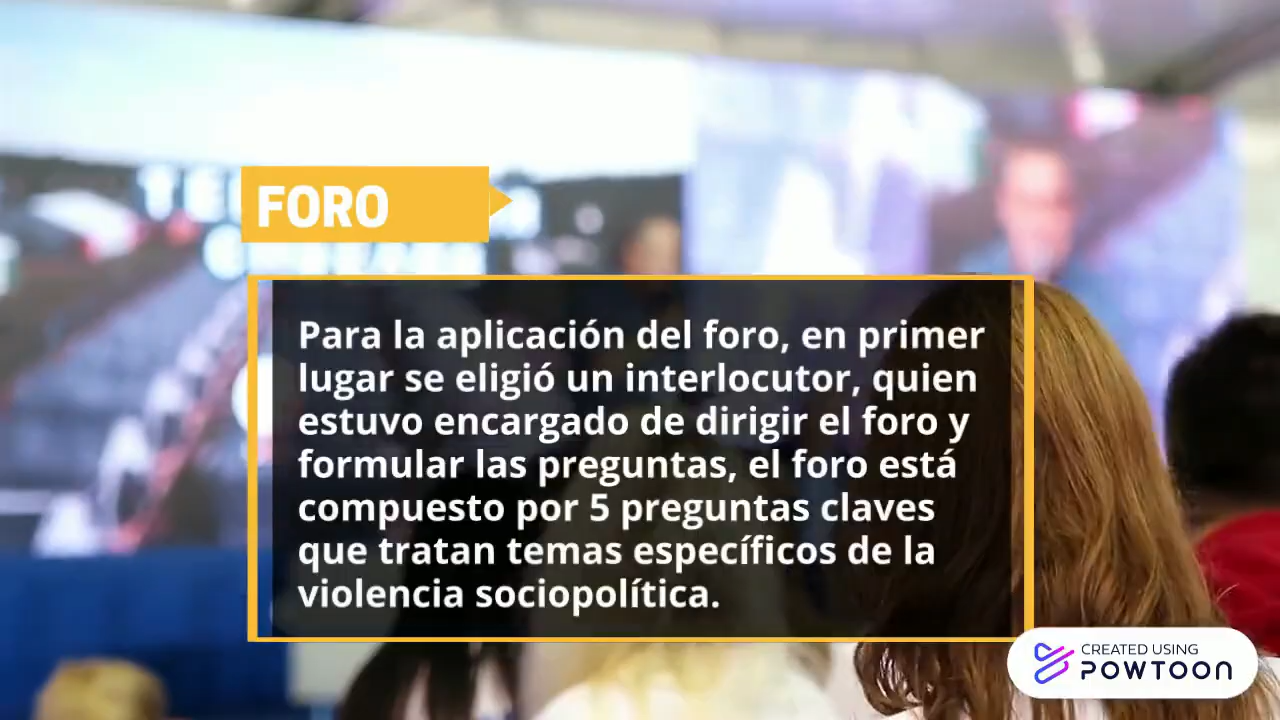 FORO
Para la aplicación del foro, en primer
lugar se eligió un interlocutor, quien
estuvo encargado de dirigir el foro y
formular las preguntas, el foro está
compuesto por 5 preguntas claves
que tratan temas específicos de la
violencia sociopolítica.
CREATED USING
POWTOON